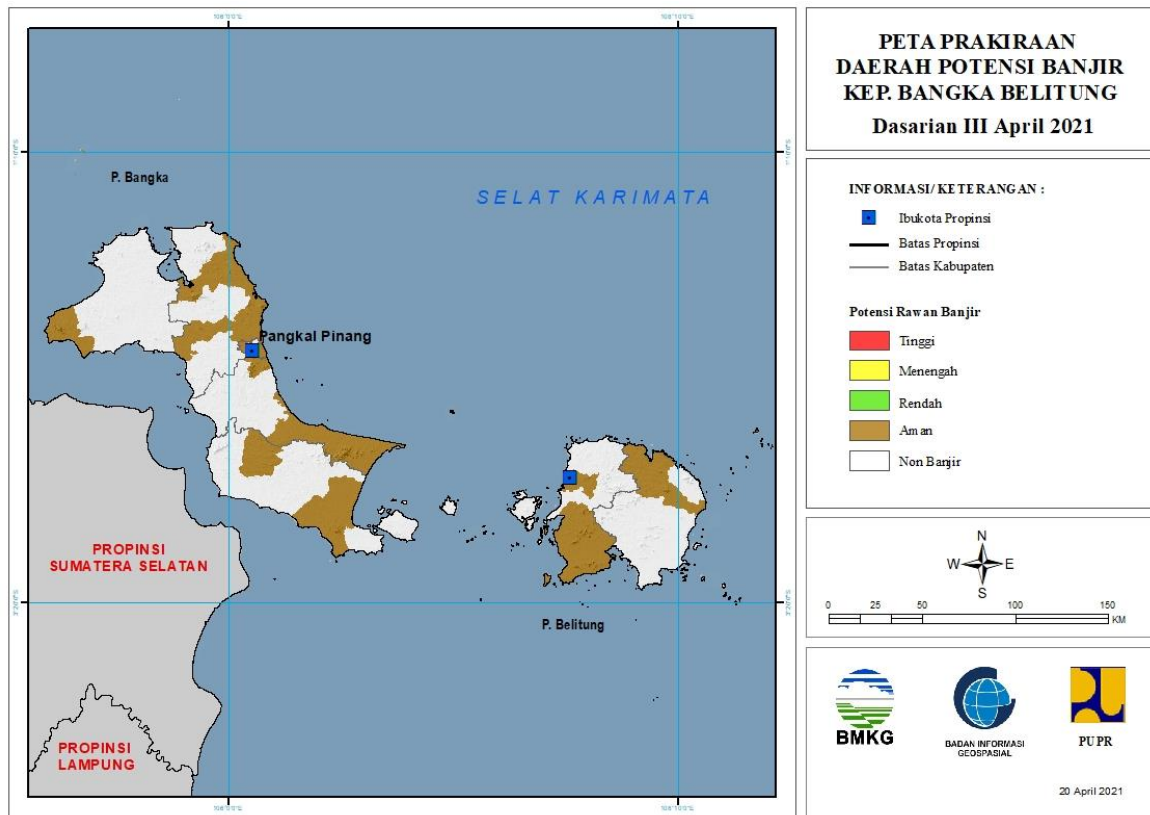 PETA PRAKIRAAN
DAERAH POTENSI BANJIR
KEP. BANGKA BELITUNG
Dasarian III April 2021
INFORMASI/ KETERANGAN :
Ibukota Propinsi
Batas Propinsi
Batas Kabupaten
Potensi Rawan Banjir
Tinggi
Menengah
Rendah
Aman
Non Banjir
N
W E
S
0 25 50 100 150
KM
BMKG
BADAN INFORMASI
GEOSPASIAL
PUPR
20 April 2021
P. Bangka
SELAT KARIMATA
Pangkal Pinang
PROPINSI
SUMATERA SELATAN
P. Belitung
PROPINSI
LAMPUNG